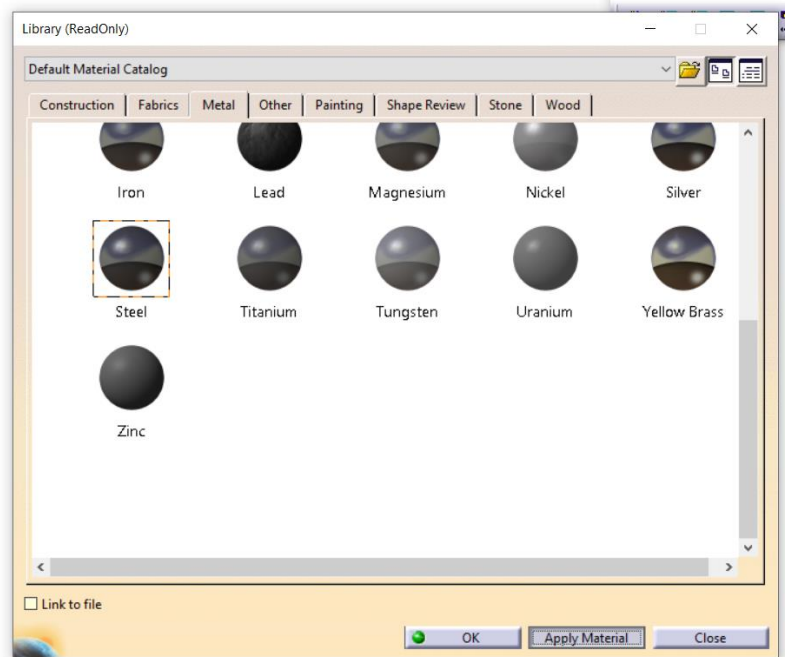 Library (ReadOnly)
Default Material Catalog
Construction Fabrics Metal Other Painting Shape Review Stone Wood
Iron Lead Magnesium Nickel Silver
Steel Titanium Tungsten Uranium Yellow Brass
Zinc
Link to file
OK Apply Material Close